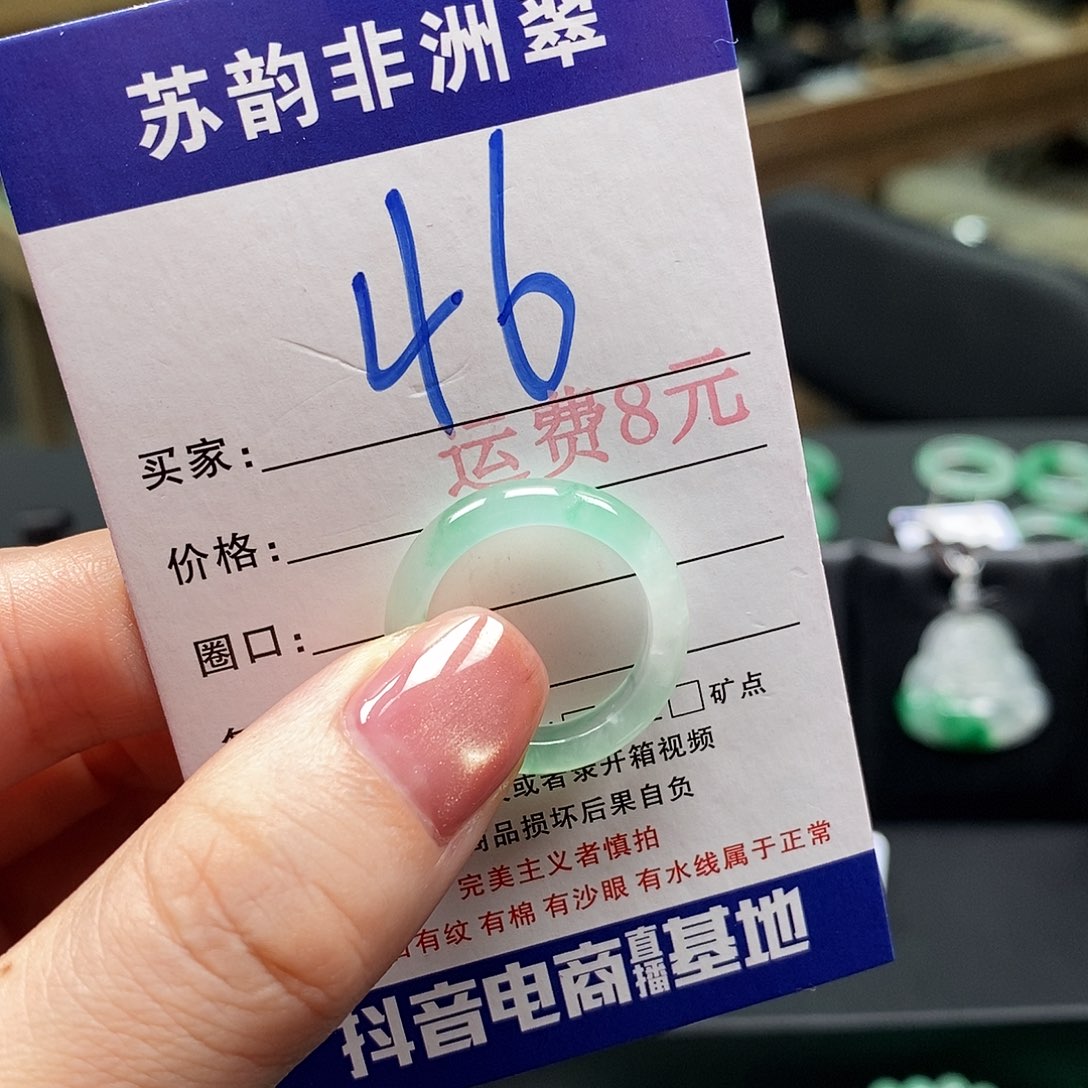 苏韵非洲翠
46
运费8元
买家:
价格:
圈口:
矿点
或者录开箱视频
品损坏后果自负
完美主义者慎拍
有纹 有棉 有沙眼 有水线属于正常
抖音电商直播基地